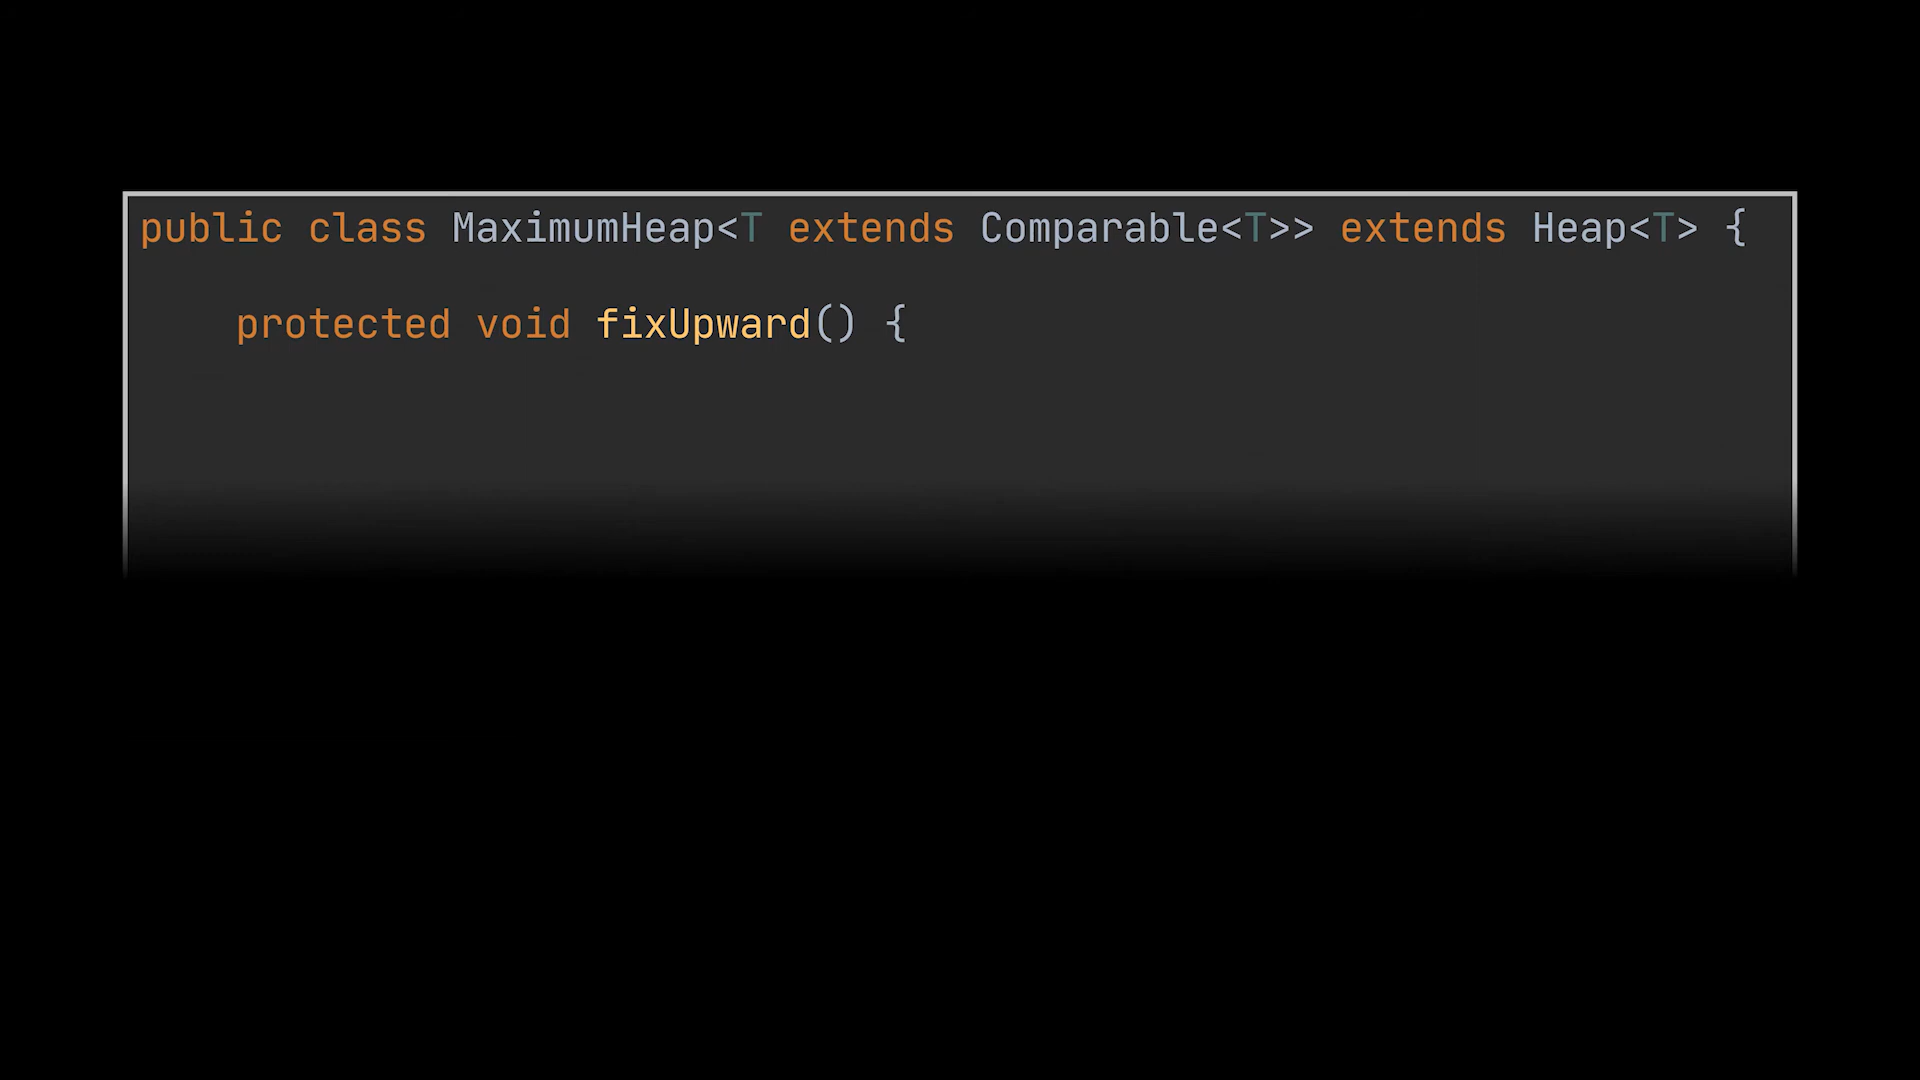 public class MaximumHeap<T extends Comparable<T>> extends Heap<T> {
protected void fixUpward() {